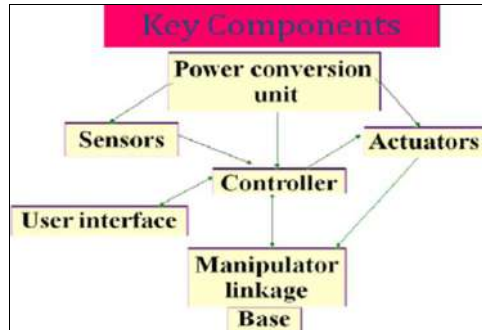 Key Components
Power conversion
unit
Sensors
Actuators
Controller
User interface
Manipulator
linkage
Base